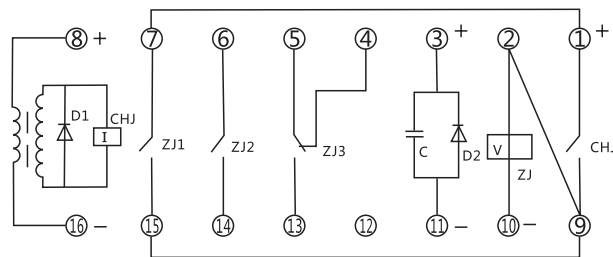 8 + 7 6 5 4 3 + 2 1 +
D1 CHJ
I
ZJ1 ZJ2 ZJ3 C D2 V CH.
ZJ
16 − 15 14 13 12 11 − 10 − 9